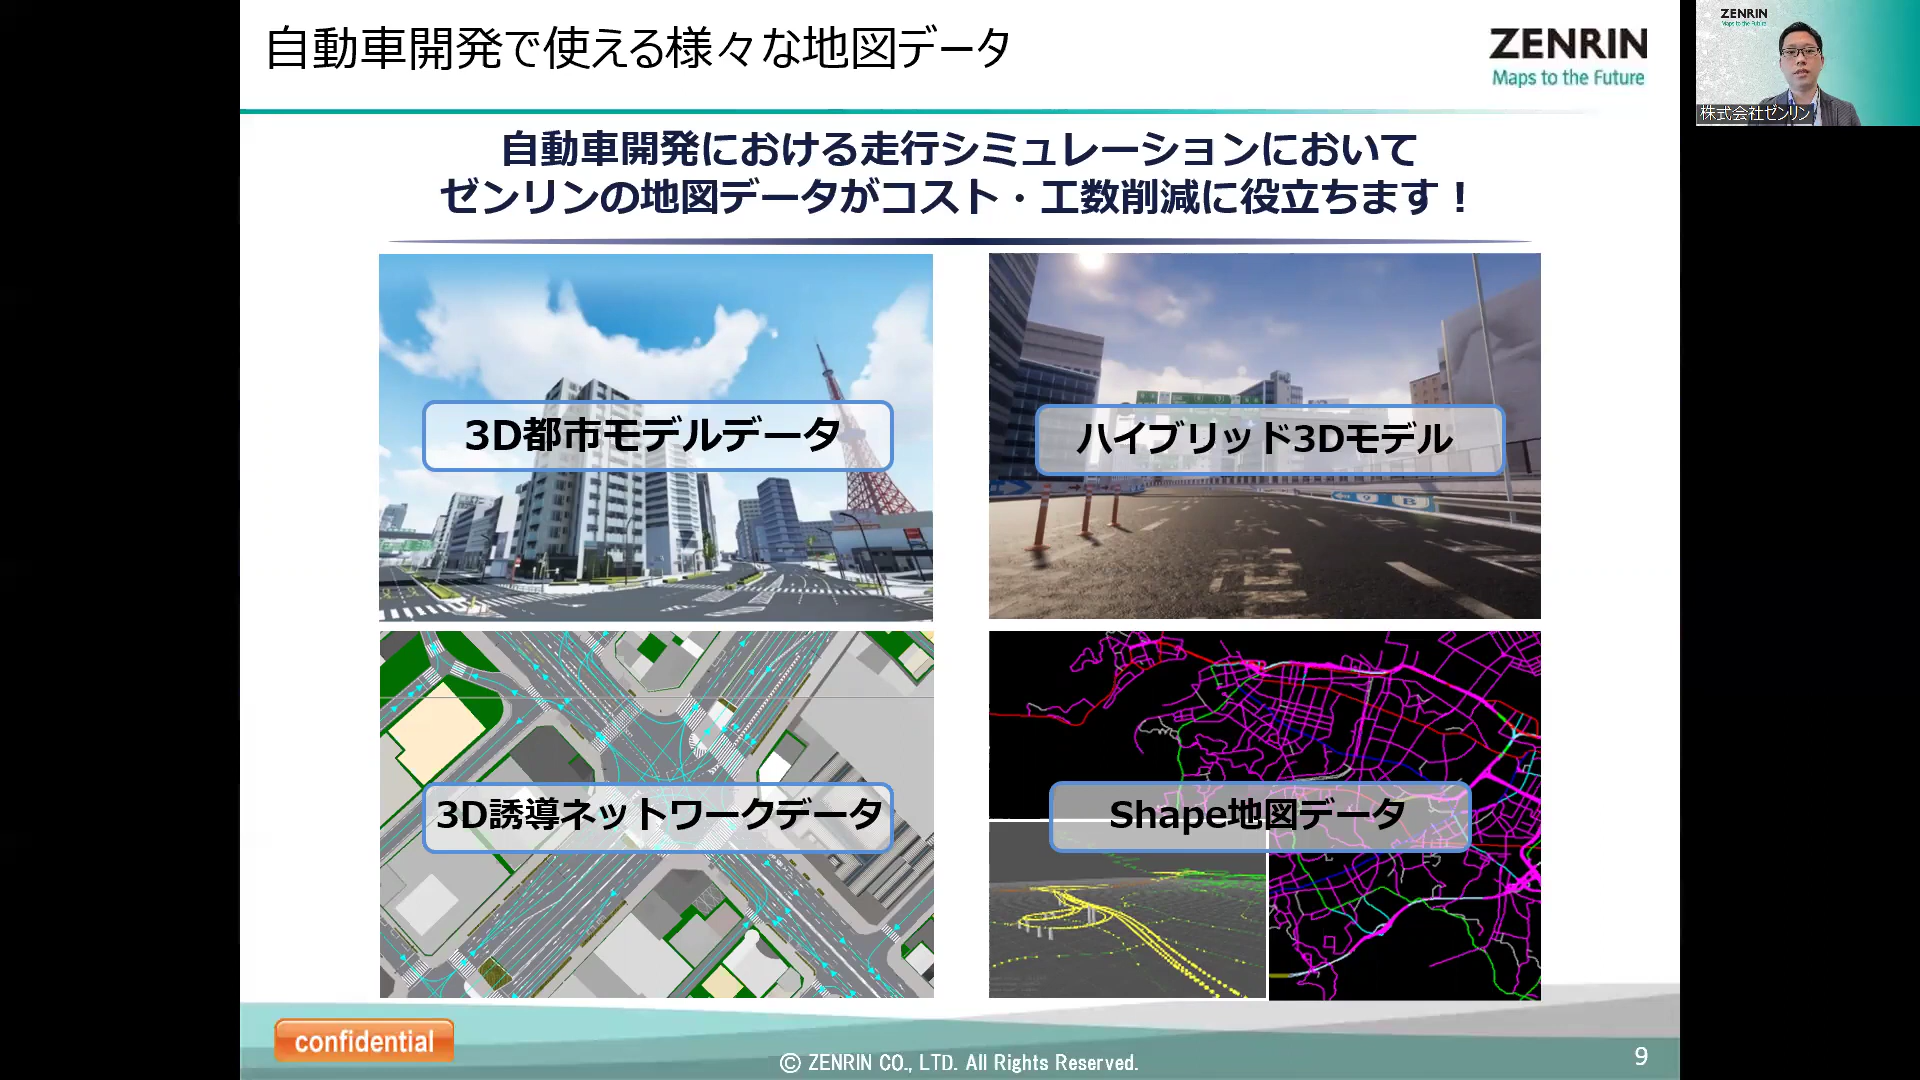 自動車開発で使える様々な地図データ
ZENRIN
Maps to the Future
自動車開発における走行シミュレーションにおいて
ゼンリンの地図データがコスト・工数削減に役立ちます！
3D都市モデルデータ
ハイブリッド3Dモデル
3D誘導ネットワークデータ
Shape地図データ
confidential
© ZENRIN CO., LTD. All Rights Reserved.
9
ZENRIN
Maps to the Future
株式会社ゼンリン